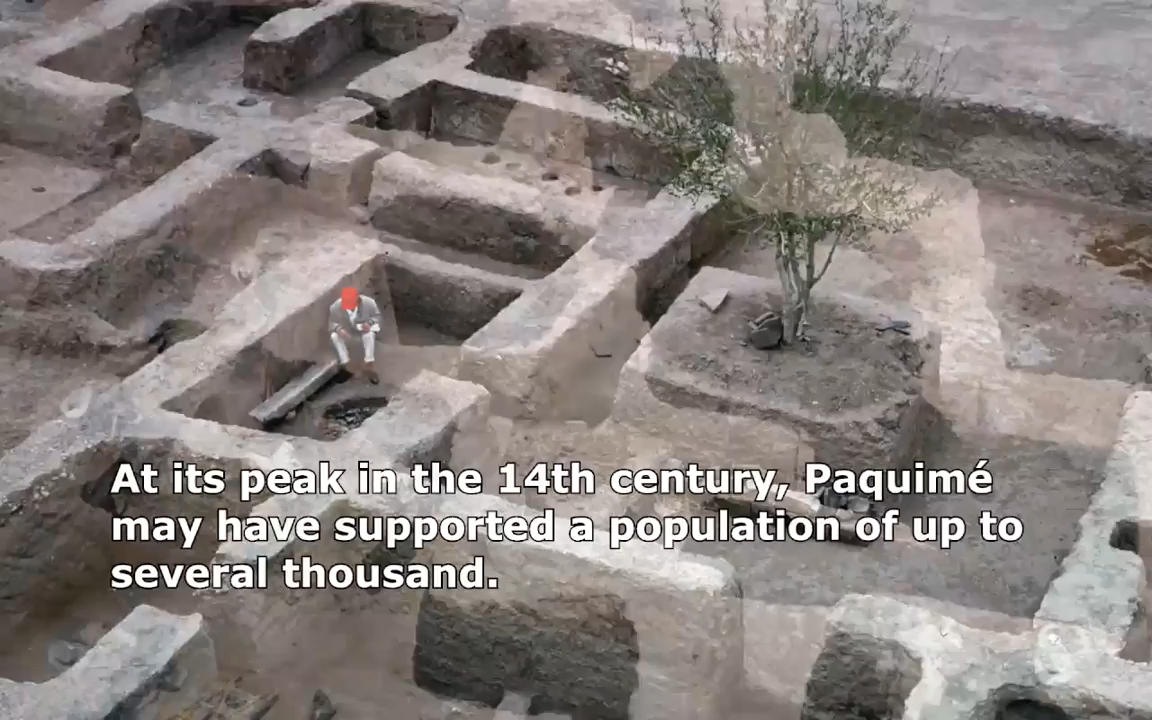 At its peak in the 14th century, Paquimé
may have supported a population of up to
several thousand.